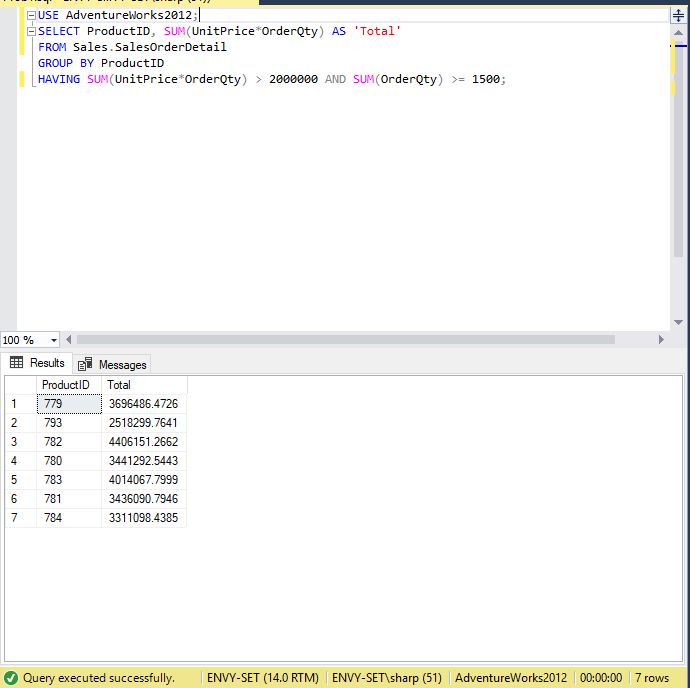 USE AdventureWorks2012;
SELECT ProductID, SUM(UnitPrice*OrderQty) AS 'Total'
FROM Sales.SalesOrderDetail
GROUP BY ProductID
HAVING SUM(UnitPrice*OrderQty) > 2000000 AND SUM(OrderQty) >= 1500;
100 %
Results Messages
ProductID Total
1 779 3696486.4726
2 793 2518299.7641
3 782 4406151.2662
4 780 3441292.5443
5 783 4014067.7999
6 781 3436090.7946
7 784 3311098.4385
Query executed successfully. ENVY-SET (14.0 RTM) ENVY-SET\sharp (51) AdventureWorks2012 00:00:00 7 rows